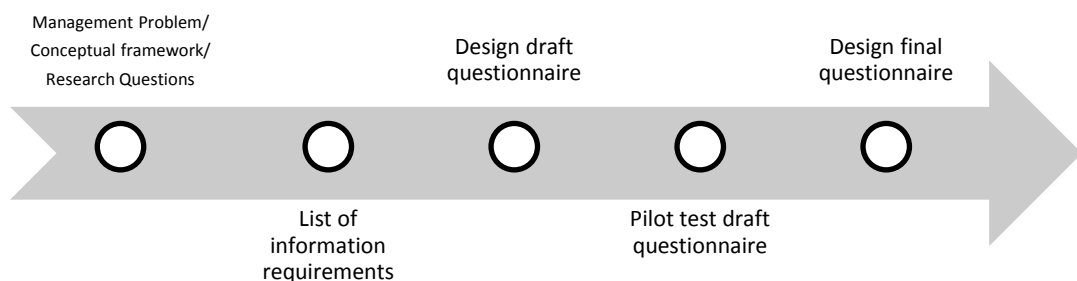 Management Problem/
Conceptual framework/
Research Questions
List of
information
requirements
Design draft
questionnaire
Pilot test draft
questionnaire
Design final
questionnaire